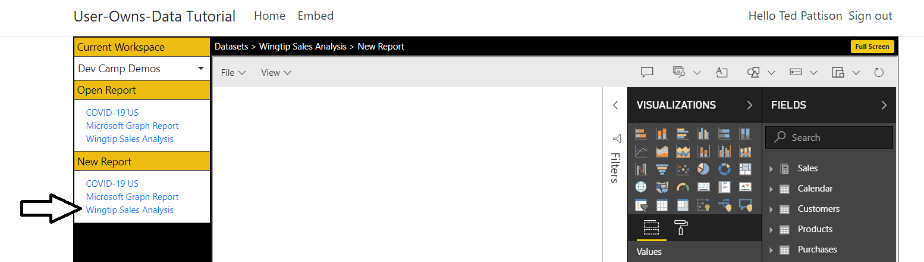 User-Owns-Data Tutorial Home Embed Hello Ted Pattison Sign out
Current Workspace
Dev Camp Demos
Open Report
COVID-19 US
Microsoft Graph Report
Wingtip Sales Analysis
New Report
COVID-19 US
Microsoft Graph Report
Wingtip Sales Analysis
Datasets > Wingtip Sales Analysis > New Report Full Screen
File View
Filters
VISUALIZATIONS
Values
FIELDS
Search
Sales
Calendar
Customers
Products
Purchases